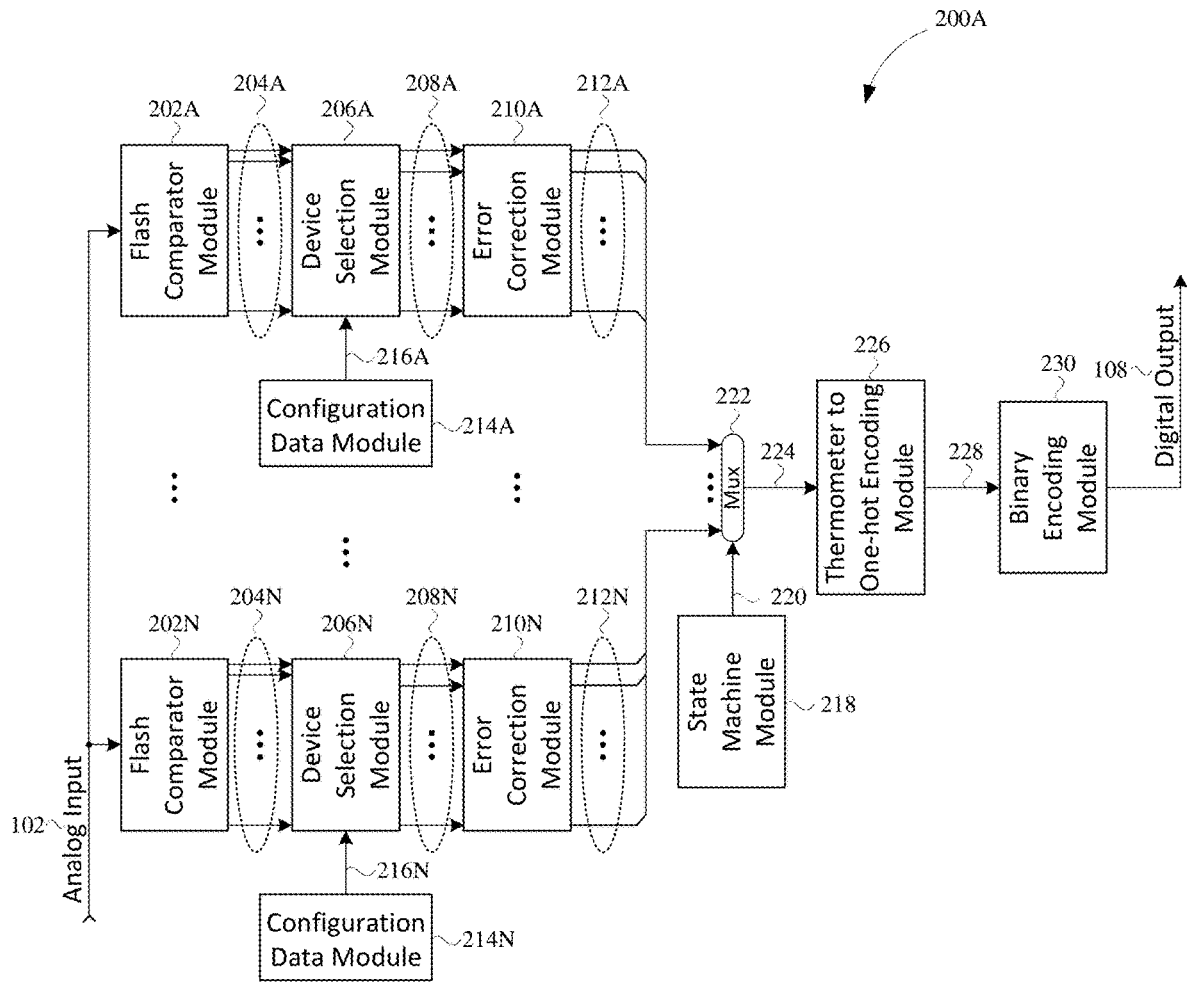 200A
204A
208A
212A
202A
206A
210A
Flash
Comparator
Module
Device
Selection
Module
Error
Correction
Module
216A
Configuration
Data Module
214A
222
Mux
224
226
Thermometer to
One-hot Encoding
Module
228
230
Binary
Encoding
Module
108
Digital Output
220
State
Machine
Module
218
204N
208N
212N
202N
206N
210N
Flash
Comparator
Module
Device
Selection
Module
Error
Correction
Module
102
Analog Input
216N
Configuration
Data Module
214N